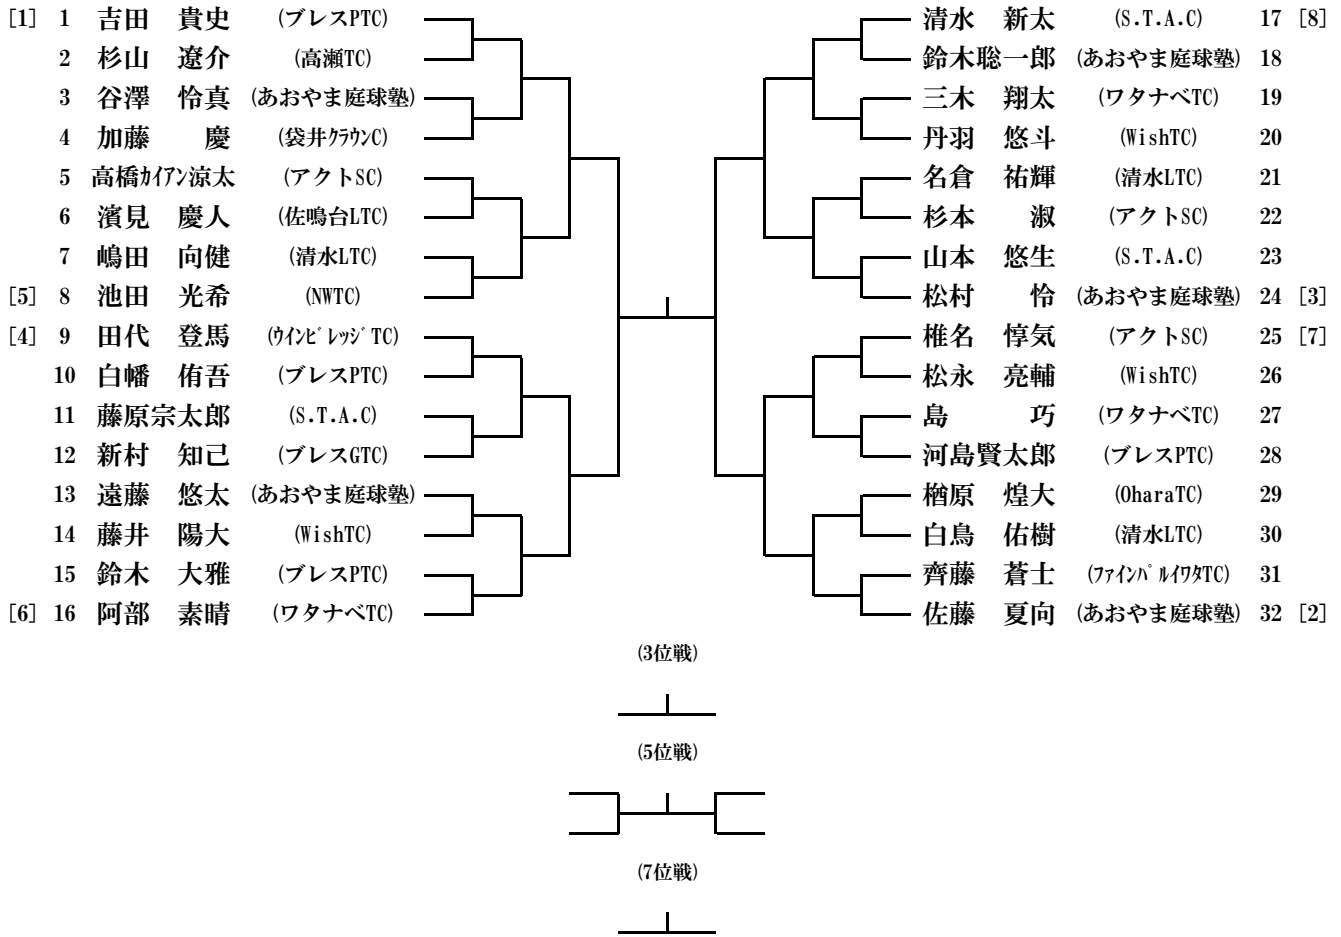 [1] 1 吉田　貴史 (ブレスPTC)
2 杉山　遼介 (高瀬TC)
3 谷澤　怜真 (あおやま庭球塾)
4 加藤　　慶 (袋井ｸﾗｳﾝC)
5 高橋ｶｲｱﾝ涼太 (アクトSC)
6 濱見　慶人 (佐鳴台LTC)
7 嶋田　向健 (清水LTC)
[5] 8 池田　光希 (NWTC)
[4] 9 田代　登馬 (ｳｲﾝﾋﾞﾚｯｼﾞTC)
10 白幡　侑吾 (ブレスPTC)
11 藤原宗太郎 (S.T.A.C)
12 新村　知己 (ブレスGTC)
13 遠藤　悠太 (あおやま庭球塾)
14 藤井　陽大 (WishTC)
15 鈴木　大雅 (ブレスPTC)
[6] 16 阿部　素晴 (ワタナベTC)
清水　新太 (S.T.A.C) 17 [8]
鈴木聡一郎 (あおやま庭球塾) 18
三木　翔太 (ワタナベTC) 19
丹羽　悠斗 (WishTC) 20
名倉　祐輝 (清水LTC) 21
杉本　　淑 (アクトSC) 22
山本　悠生 (S.T.A.C) 23
松村　　怜 (あおやま庭球塾) 24 [3]
椎名　惇気 (アクトSC) 25 [7]
松永　亮輔 (WishTC) 26
島　　　巧 (ワタナベTC) 27
河島賢太郎 (ブレスPTC) 28
楢原　煌大 (OharaTC) 29
白鳥　佑樹 (清水LTC) 30
齊藤　蒼士 (ﾌｧｲﾝﾊﾟﾙｲﾜﾀTC) 31
佐藤　夏向 (あおやま庭球塾) 32 [2]
(3位戦)
(5位戦)
(7位戦)